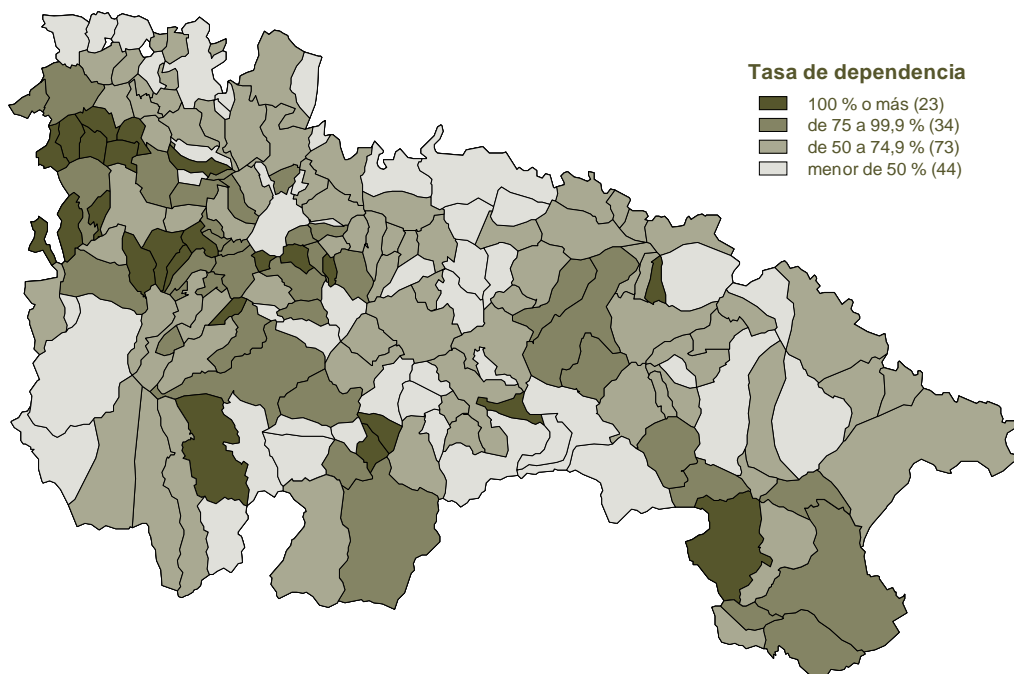 Tasa de dependencia
100 % o más (23)
de 75 a 99,9 % (34)
de 50 a 74,9 % (73)
menor de 50 % (44)